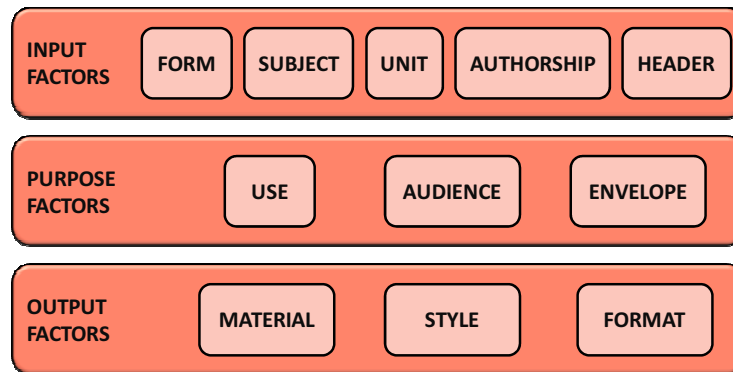 INPUT
FACTORS
FORM
SUBJECT
UNIT
AUTHORSHIP
HEADER
PURPOSE
FACTORS
USE
AUDIENCE
ENVELOPE
OUTPUT
FACTORS
MATERIAL
STYLE
FORMAT